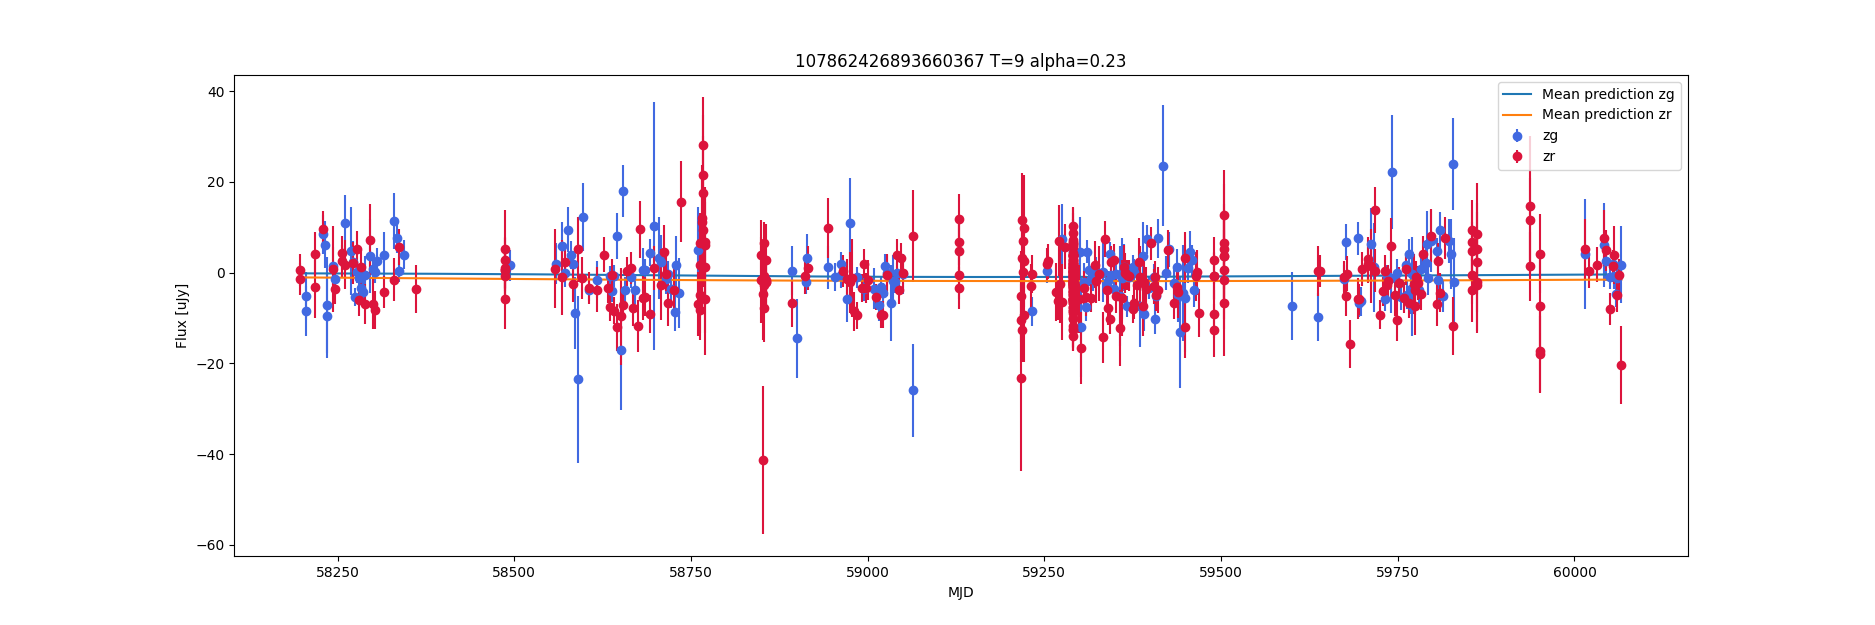 107862426893660367 T=9 alpha=0.23
Mean prediction zg
Mean prediction zr
zg
zr
40
20
0
−20
−40
−60
Flux [uJy]
58250 58500 58750 59000 59250 59500 59750 60000
MJD